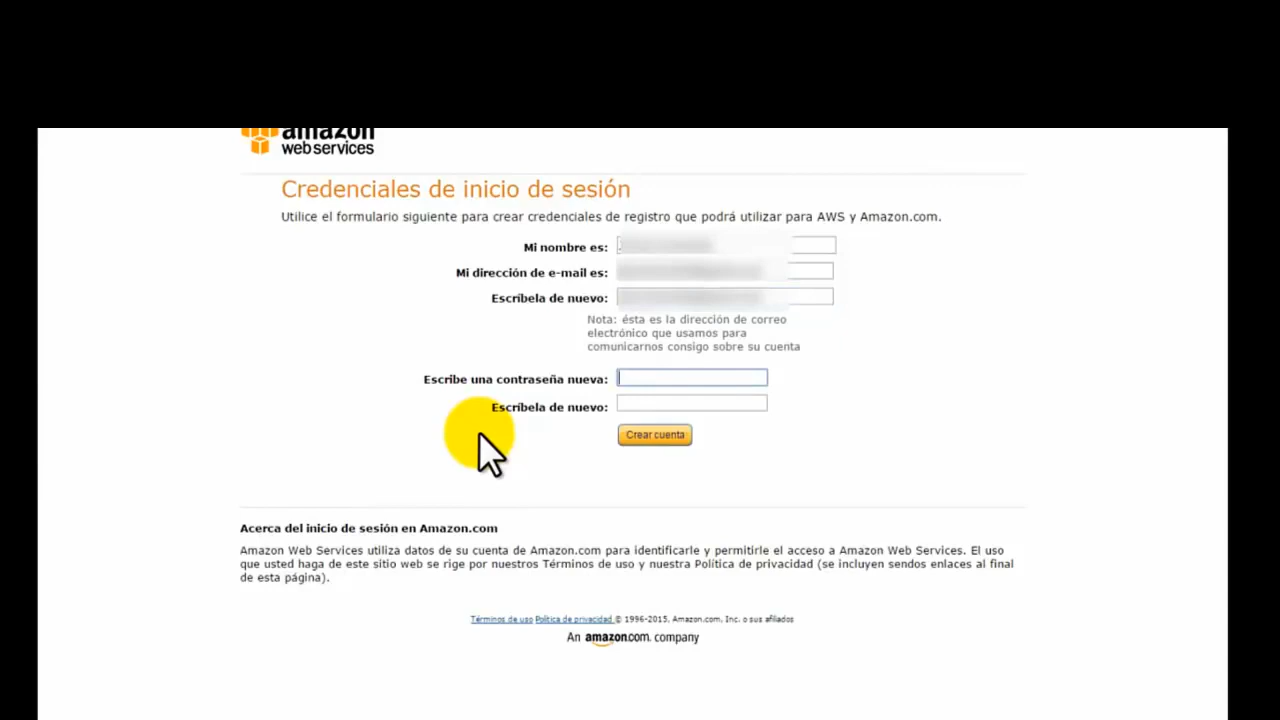 amazon
webservices
Credenciales de inicio de sesión
Utilice el formulario siguiente para crear credenciales de registro que podrá utilizar para AWS y Amazon.com.
Mi nombre es:
Mi dirección de e-mail es:
Escríbela de nuevo:
Nota: ésta es la dirección de correo
electrónico que usamos para
comunicarnos consigo sobre su cuenta
Escribe una contraseña nueva:
Escríbela de nuevo:
Crear cuenta
Acerca del inicio de sesión en Amazon.com
Amazon Web Services utiliza datos de su cuenta de Amazon.com para identificarle y permitirle el acceso a Amazon Web Services. El uso
que usted haga de este sitio web se rige por nuestros Términos de uso y nuestra Política de privacidad (se incluyen sendos enlaces al final
de esta página).
Términos de uso Política de privacidad © 1996-2015, Amazon.com, Inc. o sus afiliados
An amazon.com. company